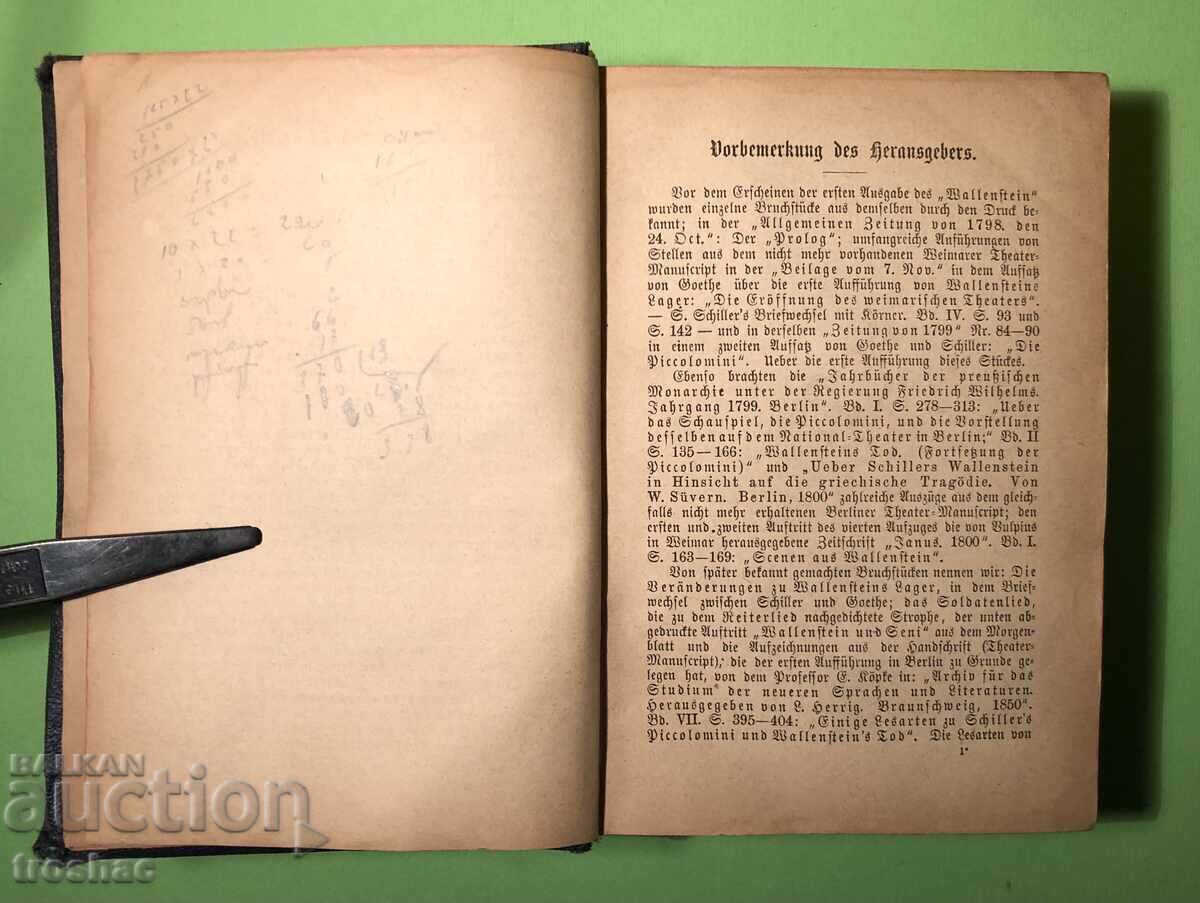 Vorbemerkung des Herausgebers.
Vor dem Erscheinen der ersten Ausgabe des „Wallenstein“
wurden einzelne Bruchstücke aus demselben durch den Druck be-
kannt; in der „Allgemeinen Zeitung von 1798. den
24. Oct.“: Der „Prolog“; umfangreiche Anführungen von
Stellen aus dem nicht mehr vorhandenen Weimarer Theater-
Manuscript in der „Beilage vom 7. Nov.“ in dem Aufsatz
von Goethe über die erste Aufführung von Wallensteins
Lager: „Die Eröffnung des weimarischen Theaters“.
— S. Schiller's Briefwechsel mit Körner. Bd. IV. S. 93 und
S. 142 — und in derselben „Zeitung von 1799“ Nr. 84—90
in einem zweiten Aufsatz von Goethe und Schiller: „Die
Piccolomini“. Ueber die erste Aufführung dieses Stückes.
Ebenso brachten die „Jahrbücher der preußischen
Monarchie unter der Regierung Friedrich Wilhelms.
Jahrgang 1799. Berlin“. Bd. I. S. 278—313: „Ueber
das Schauspiel, die Piccolomini, und die Vorstellung
desselben auf dem National-Theater in Berlin;“ Bd. II
S. 135—166: „Wallensteins Tod. (Fortsetzung der
Piccolomini)“ und „Ueber Schillers Wallenstein
in Hinsicht auf die griechische Tragödie. Von
W. Süvern. Berlin, 1800“ zahlreiche Auszüge aus dem gleich-
falls nicht mehr erhaltenen Berliner Theater-Manuscript; den
ersten und zweiten Auftritt des vierten Aufzuges die von Vulpius
in Weimar herausgegebene Zeitschrift „Janus. 1800“. Bd. I.
S. 163—169: „Scenen aus Wallenstein“.
Von später bekannt gemachten Bruchstücken nennen wir: Die
Veränderungen zu Wallensteins Lager, in dem Brief-
wechsel zwischen Schiller und Goethe; das Soldatenlied,
die zu dem Reiterlied nachgedichtete Strophe, der unten ab-
gedruckte Auftritt „Wallenstein und Seni“ aus dem Morgen-
blatt und die Aufzeichnungen aus der Handschrift (Theater-
Manuscript), die der ersten Aufführung in Berlin zu Grunde ge-
legen hat, von dem Professor E. Köpke in: „Archiv für das
Studium der neueren Sprachen und Literaturen.
Herausgegeben von L. Herrig. Braunschweig, 1850“.
Bd. VII. S. 395—404: „Einige Lesarten zu Schiller's
Piccolomini und Wallenstein's Tod“. Die Lesarten von
1*
BALKAN
auction
troshac